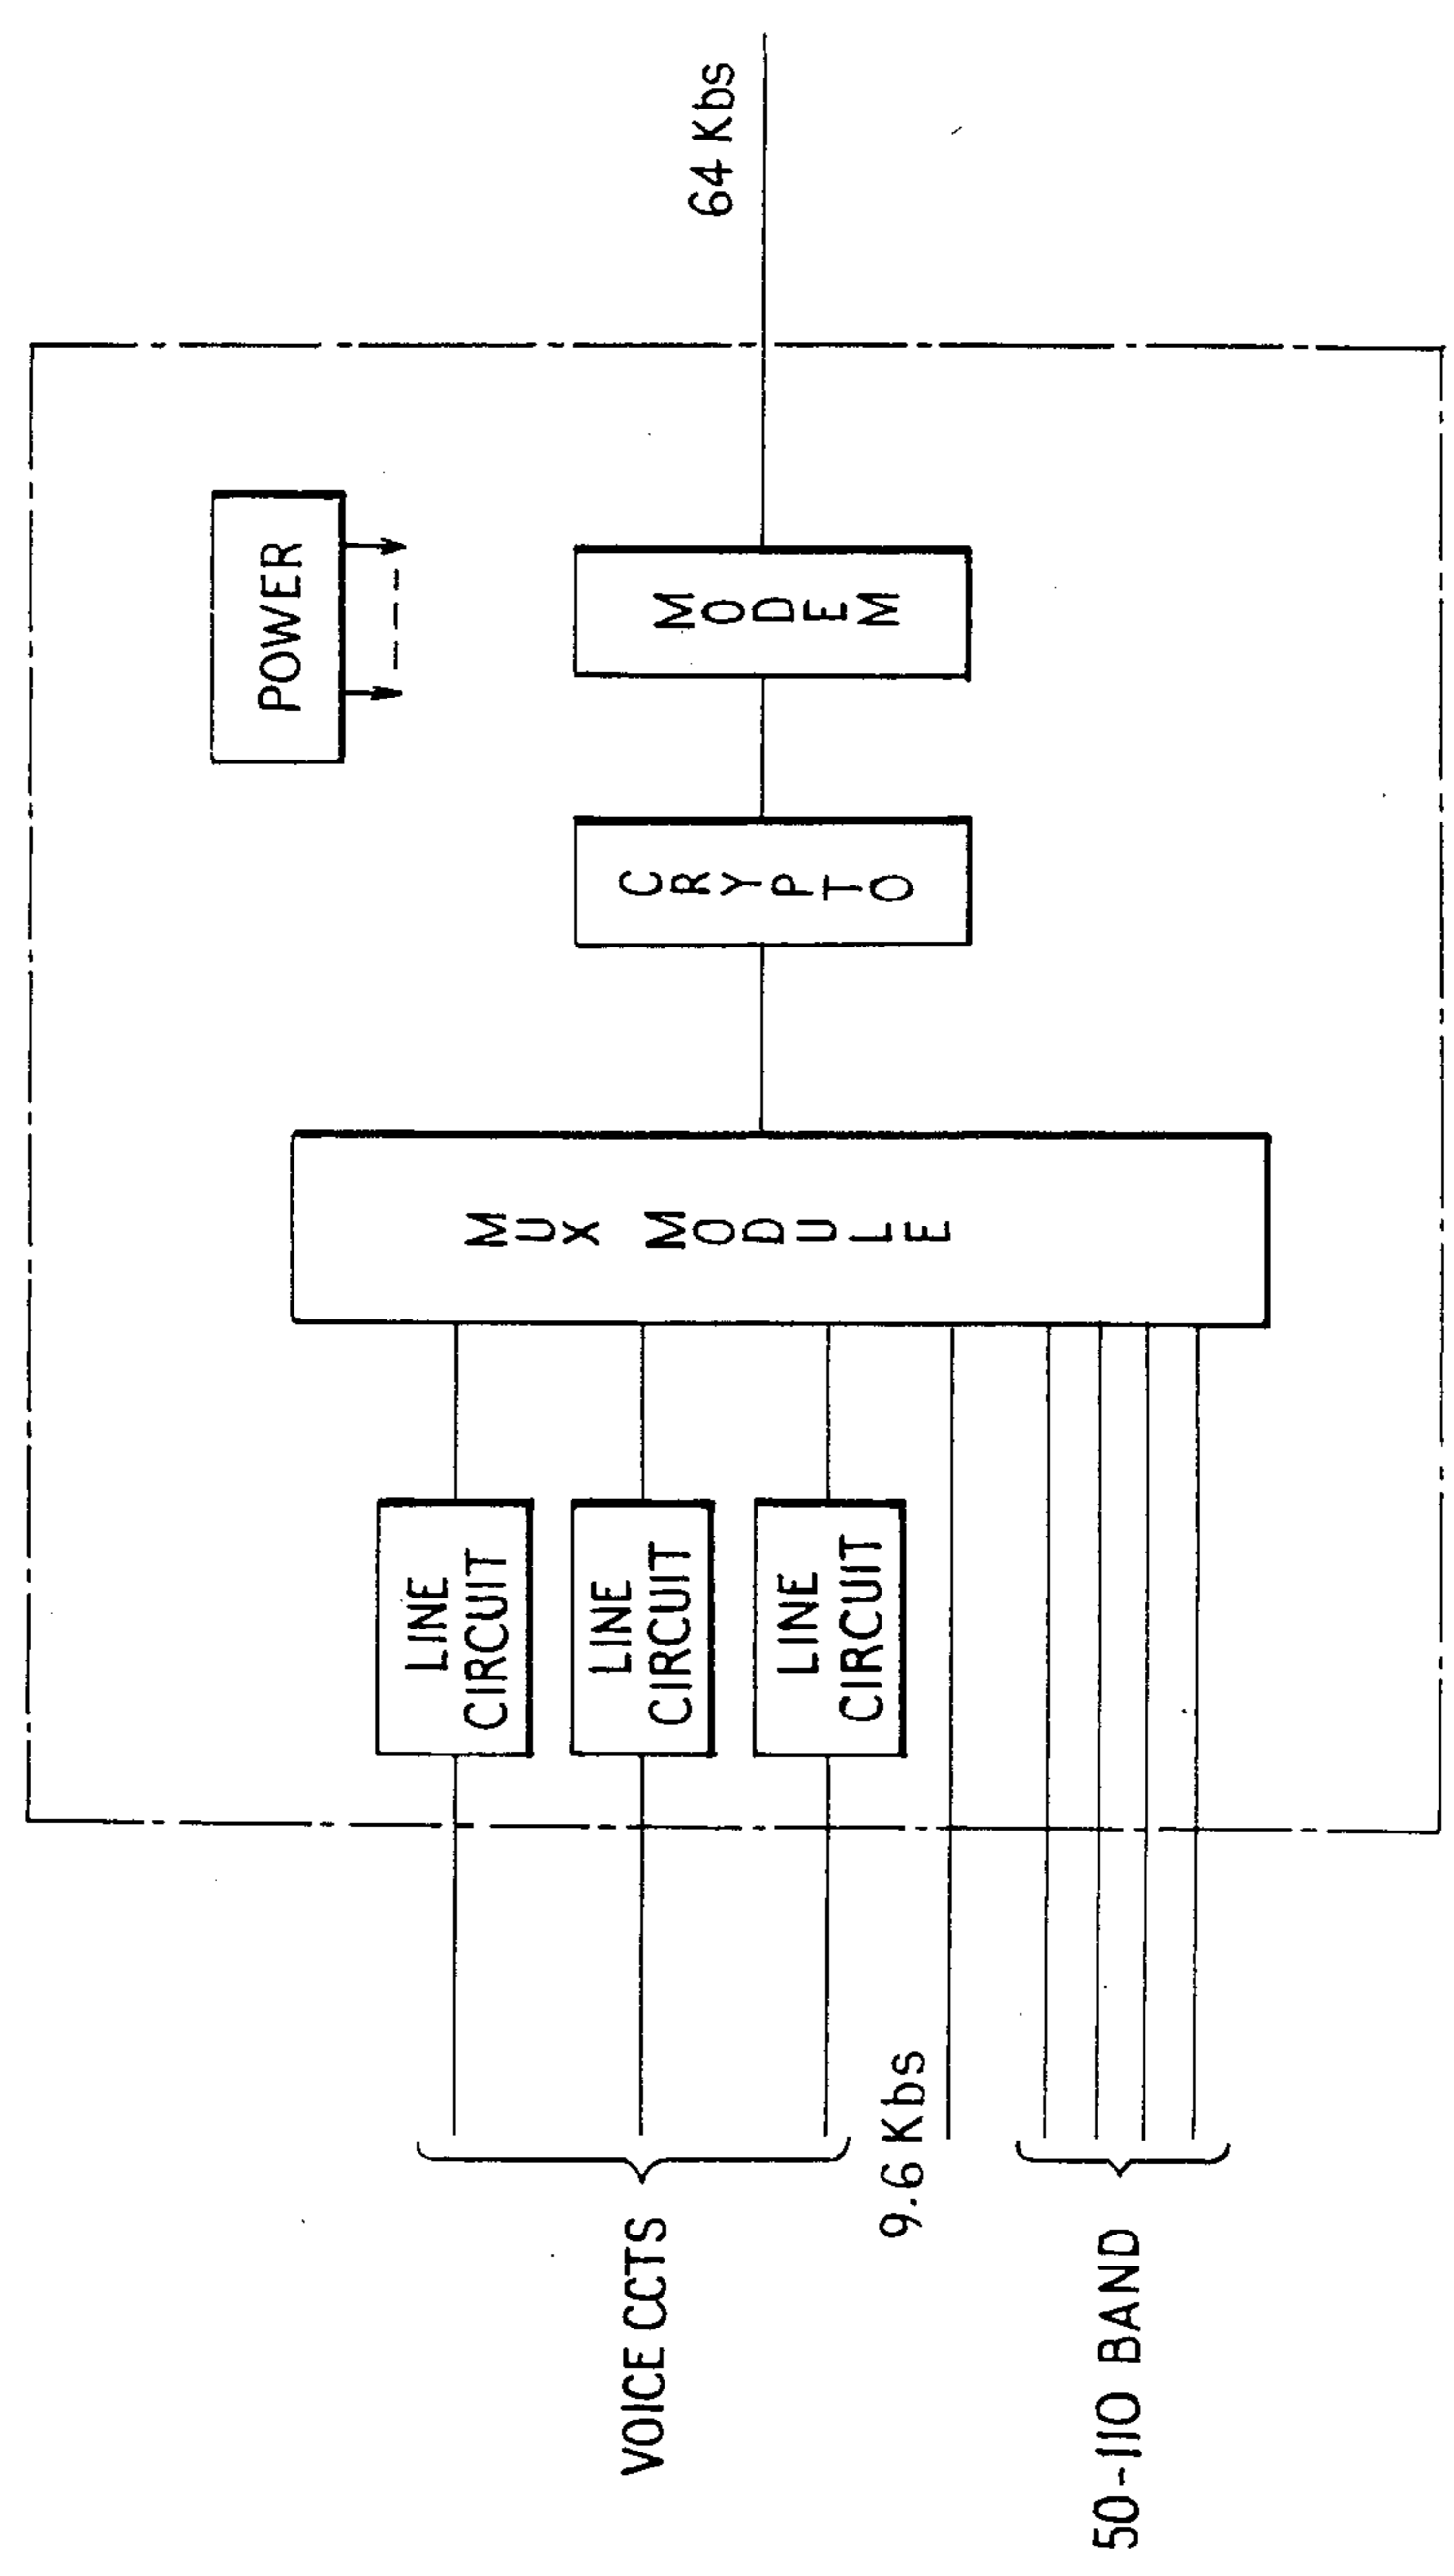 VOICE CCTS
9.6 Kbs
50-110 BAND
LINE
CIRCUIT
LINE
CIRCUIT
LINE
CIRCUIT
MUX MODULE
CRYPTO
MODEM
POWER
64 Kbs